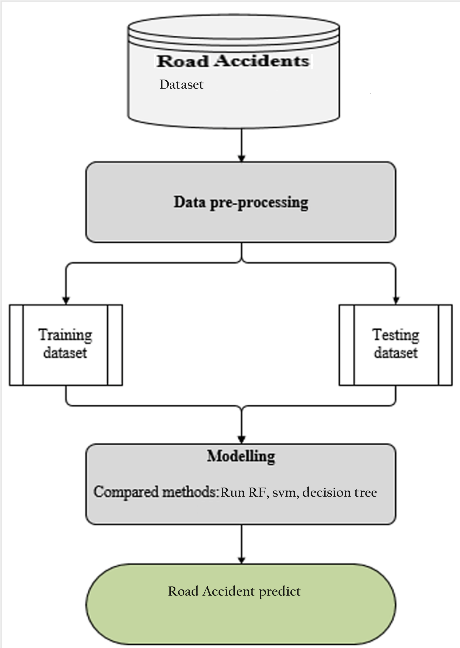 Road Accidents
Dataset
Data pre-processing
Training
dataset
Testing
dataset
Modelling
Compared methods:Run RF, svm, decision tree
Road Accident predict